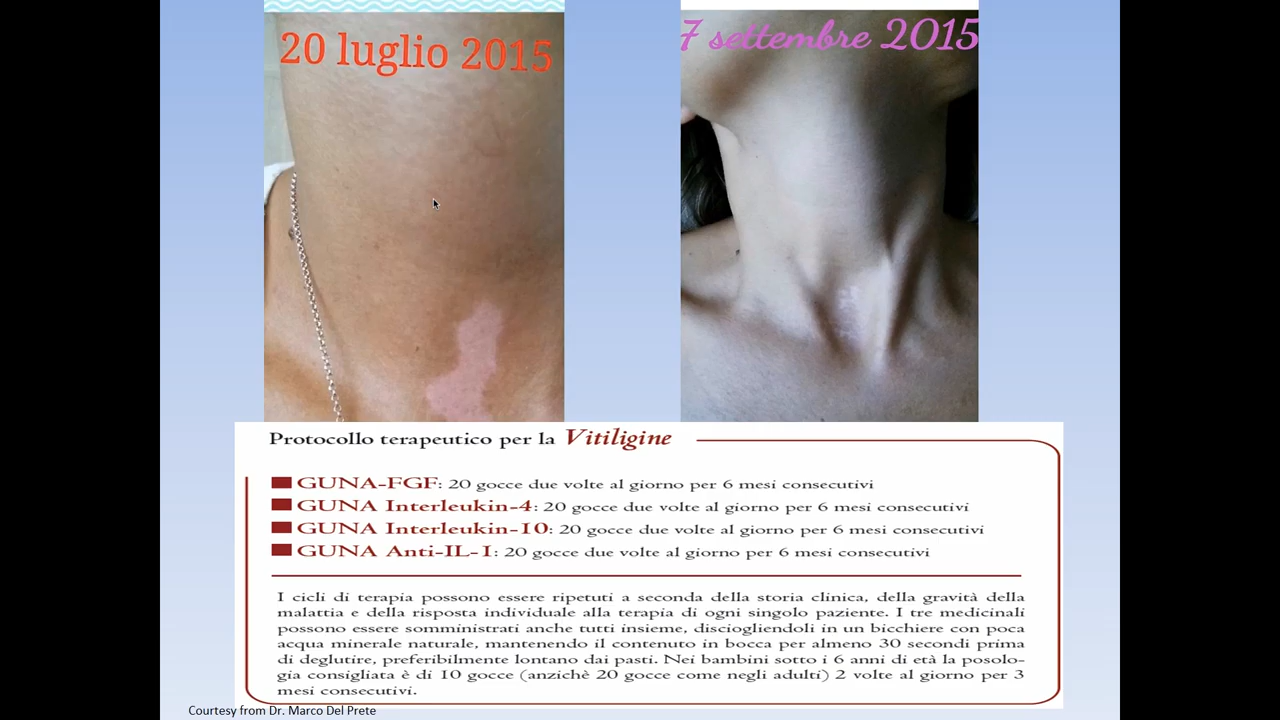 20 luglio 2015
7 settembre 2015
Protocollo terapeutico per la Vitiligine
GUNA-FGF: 20 gocce due volte al giorno per 6 mesi consecutivi
GUNA Interleukin-4: 20 gocce due volte al giorno per 6 mesi consecutivi
GUNA Interleukin-10: 20 gocce due volte al giorno per 6 mesi consecutivi
GUNA Anti-IL-1: 20 gocce due volte al giorno per 6 mesi consecutivi
I cicli di terapia possono essere ripetuti a seconda della storia clinica, della gravità della
malattia e della risposta individuale alla terapia di ogni singolo paziente. I tre medicinali
possono essere somministrati anche tutti insieme, disciogliendoli in un bicchiere con poca
acqua minerale naturale, mantenendo il contenuto in bocca per almeno 30 secondi prima
di deglutire, preferibilmente lontano dai pasti. Nei bambini sotto i 6 anni di età la posolo-
gia consigliata è di 10 gocce (anzichè 20 gocce come negli adulti) 2 volte al giorno per 3
mesi consecutivi.
Courtesy from Dr. Marco Del Prete